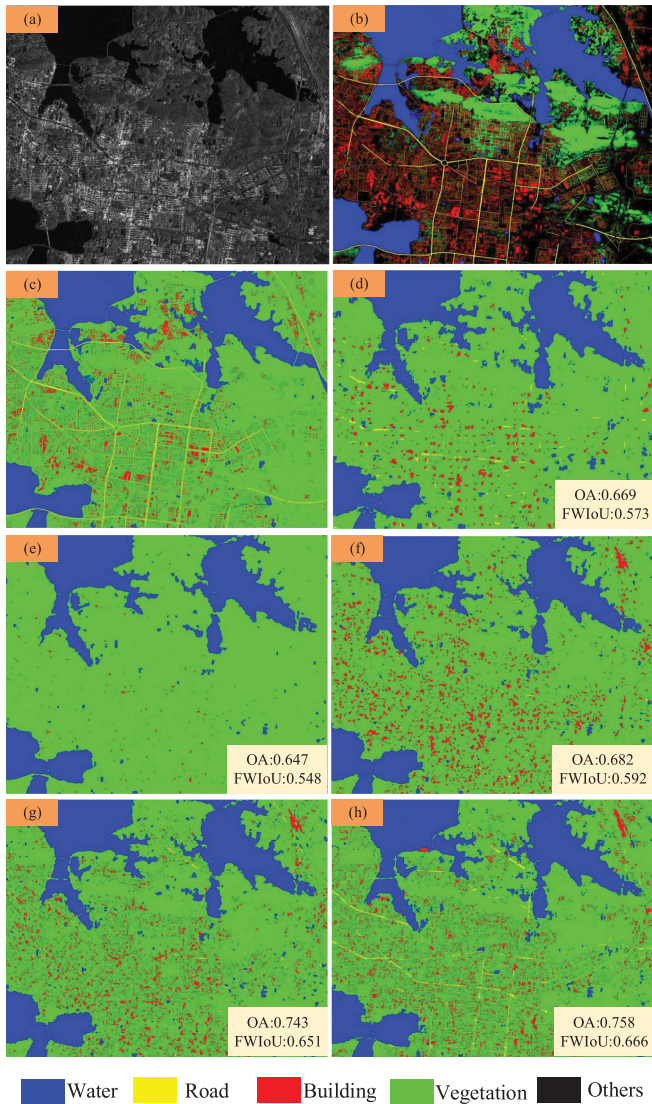 (a)
(b)
(c)
(d)
OA:0.669
FWIoU:0.573
(e)
(f)
OA:0.647
FWIoU:0.548
OA:0.682
FWIoU:0.592
(g)
(h)
OA:0.743
FWIoU:0.651
OA:0.758
FWIoU:0.666
Water Road Building Vegetation Others